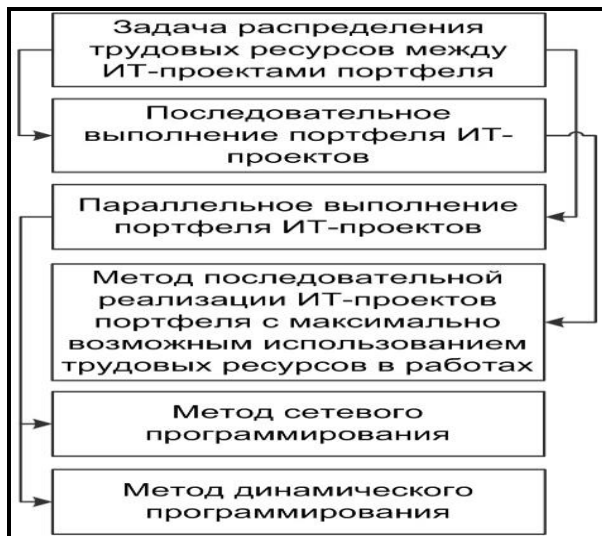 Задача распределения
трудовых ресурсов между
ИТ-проектами портфеля
Последовательное
выполнение портфеля ИТ-
проектов
Параллельное выполнение
портфеля ИТ-проектов
Метод последовательной
реализации ИТ-проектов
портфеля с максимально
возможным использованием
трудовых ресурсов в работах
Метод сетевого
программирования
Метод динамического
программирования